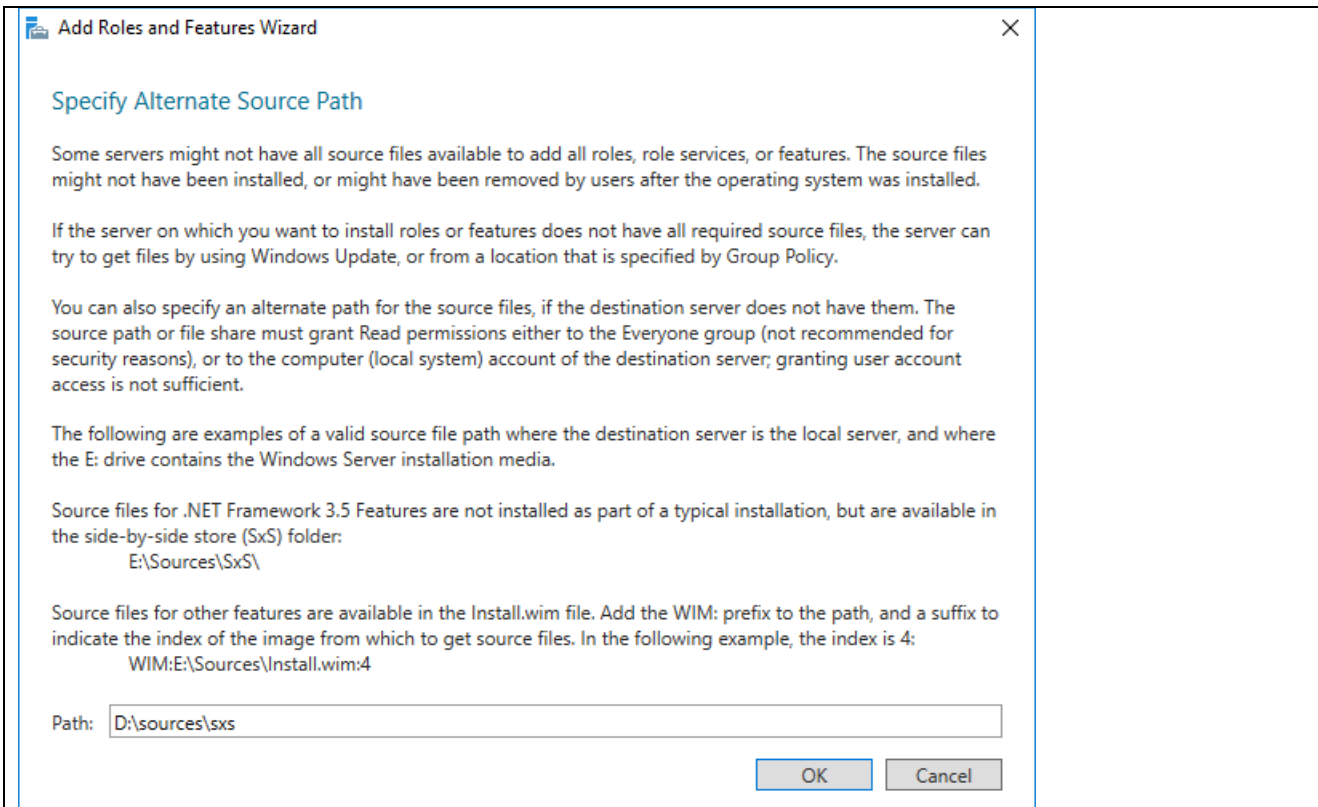 Add Roles and Features Wizard
Specify Alternate Source Path
Some servers might not have all source files available to add all roles, role services, or features. The source files
might not have been installed, or might have been removed by users after the operating system was installed.
If the server on which you want to install roles or features does not have all required source files, the server can
try to get files by using Windows Update, or from a location that is specified by Group Policy.
You can also specify an alternate path for the source files, if the destination server does not have them. The
source path or file share must grant Read permissions either to the Everyone group (not recommended for
security reasons), or to the computer (local system) account of the destination server; granting user account
access is not sufficient.
The following are examples of a valid source file path where the destination server is the local server, and where
the E: drive contains the Windows Server installation media.
Source files for .NET Framework 3.5 Features are not installed as part of a typical installation, but are available in
the side-by-side store (SxS) folder:
E:\Sources\SxS\
Source files for other features are available in the Install.wim file. Add the WIM: prefix to the path, and a suffix to
indicate the index of the image from which to get source files. In the following example, the index is 4:
WIM:E:\Sources\Install.wim:4
Path: D:\sources\sxs
OK Cancel